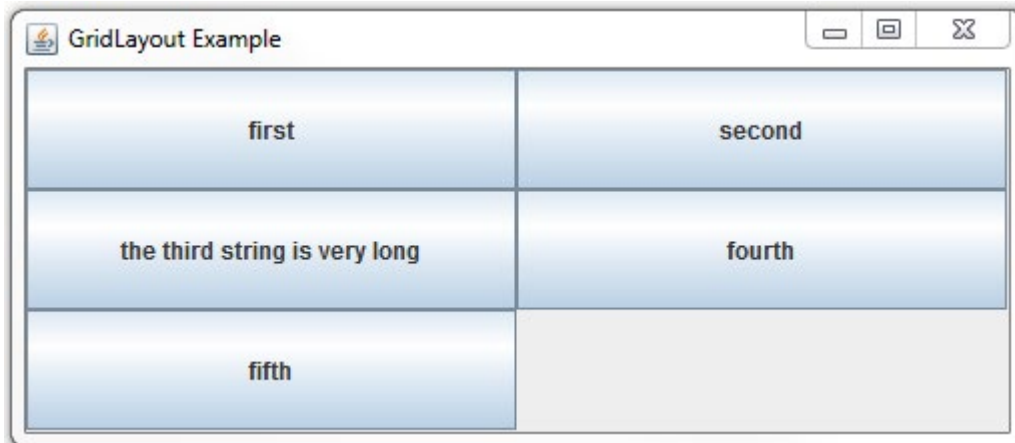 GridLayout Example
first
second
the third string is very long
fourth
fifth